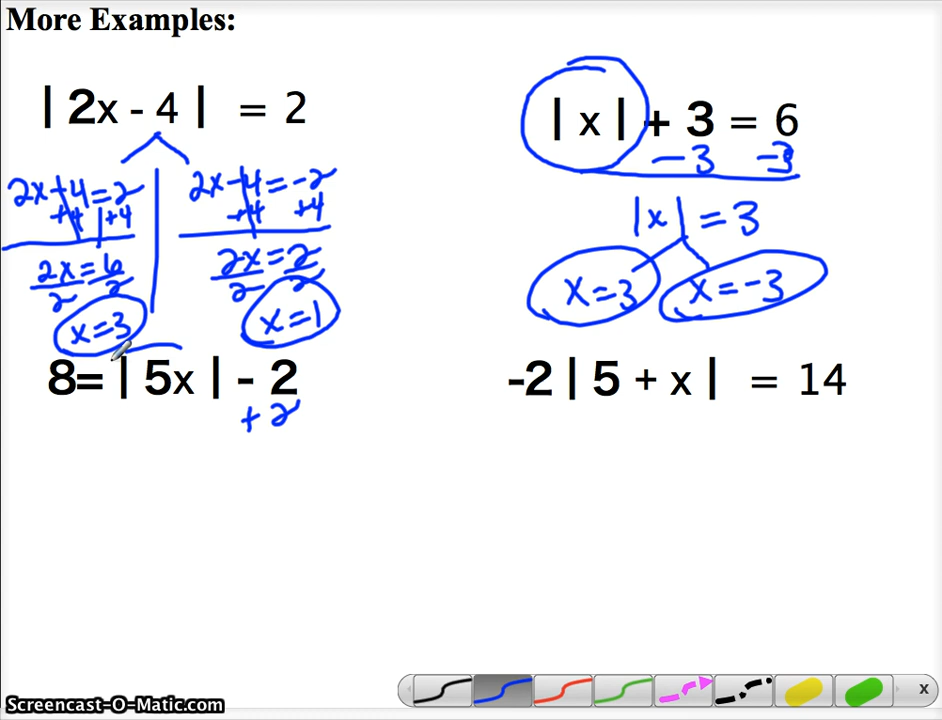 More Examples:
| 2x - 4 | = 2
2x-4=2
+4 +4
2x=6
2 2
x=3
2x-4=-2
+4 +4
2x=2
2 2
x=1
| x | + 3 = 6
-3 -3
|x| = 3
x=3 x=-3
8= | 5x | - 2
+2
-2 | 5 + x | = 14
Screencast-O-Matic.com
x